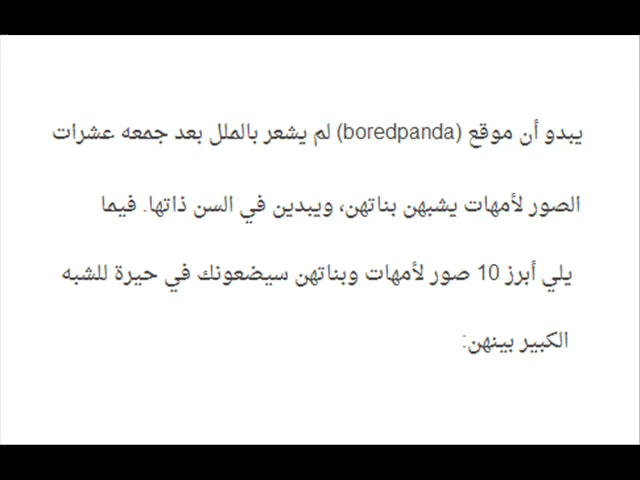 يبدو أن موقع (boredpanda) لم يشعر بالملل بعد جمعه عشرات
الصور لأمهات يشبهن بناتهن، ويبدين في السن ذاتها. فيما
يلي أبرز 10 صور لأمهات وبناتهن سيضعونك في حيرة للشبه
الكبير بينهن: